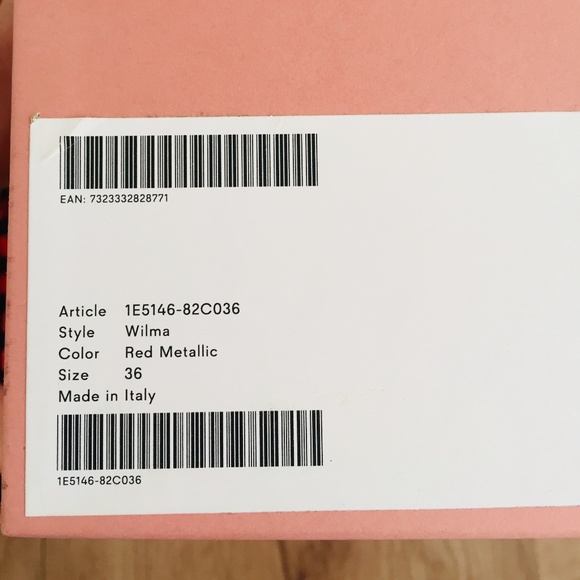 EAN: 7323332828771
Article 1E5146-82C036
Style Wilma
Color Red Metallic
Size 36
Made in Italy
1E5146-82C036